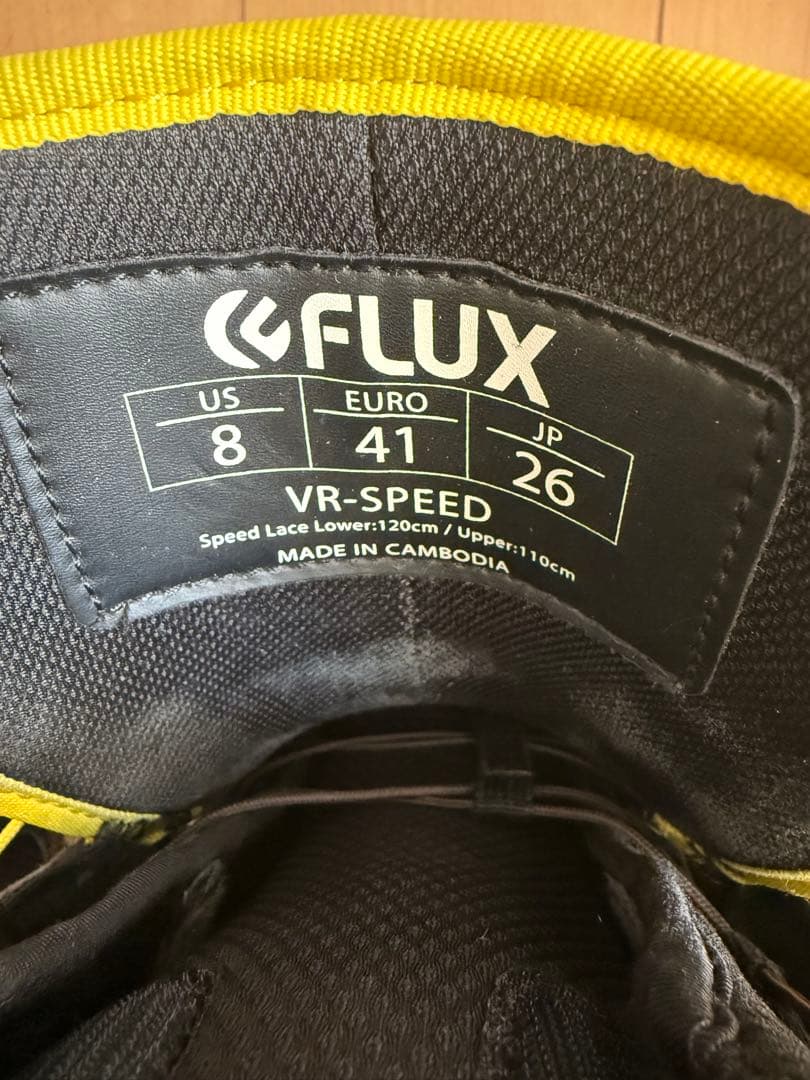 FLUX
US EURO JP
8 41 26
VR-SPEED
Speed Lace Lower:120cm / Upper:110cm
MADE IN CAMBODIA